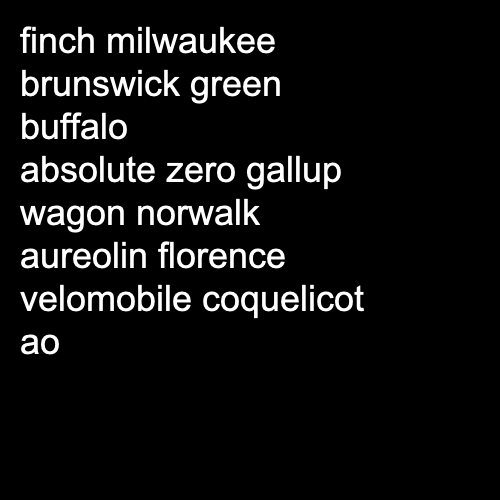 finch milwaukee
brunswick green
buffalo
absolute zero gallup
wagon norwalk
aureolin florence
velomobile coquelicot
ao